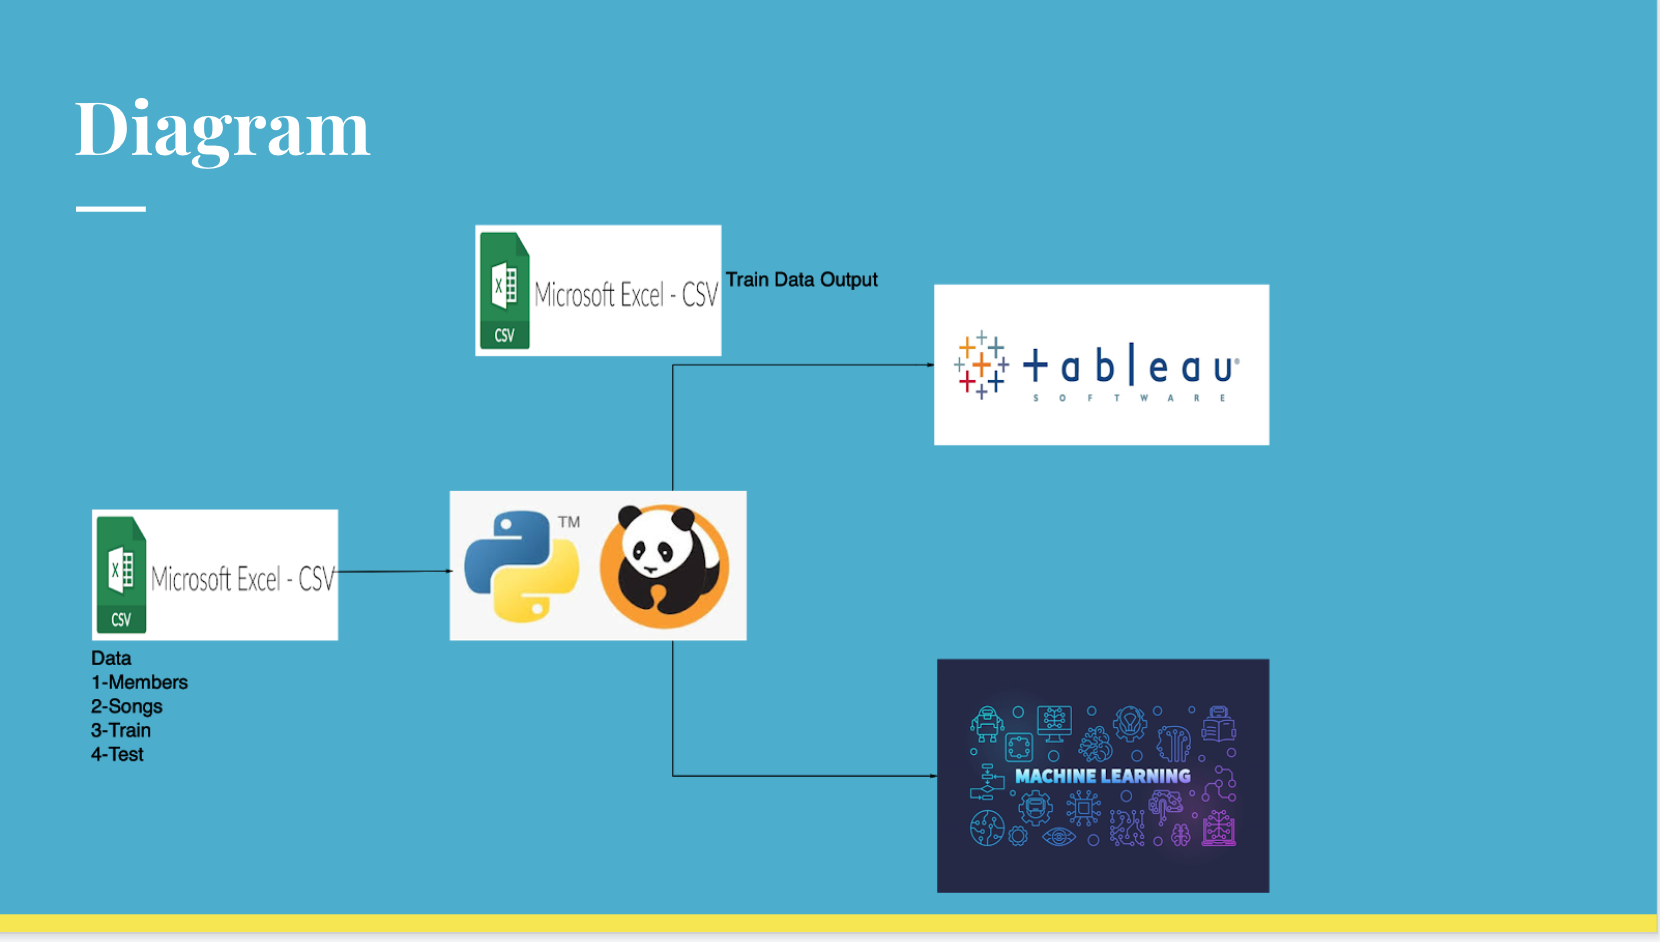 Diagram
CSV
Microsoft Excel - CSV
Train Data Output
+ableau®
SOFTWARE
CSV
Microsoft Excel - CSV
TM
Data
1-Members
2-Songs
3-Train
4-Test
MACHINE LEARNING